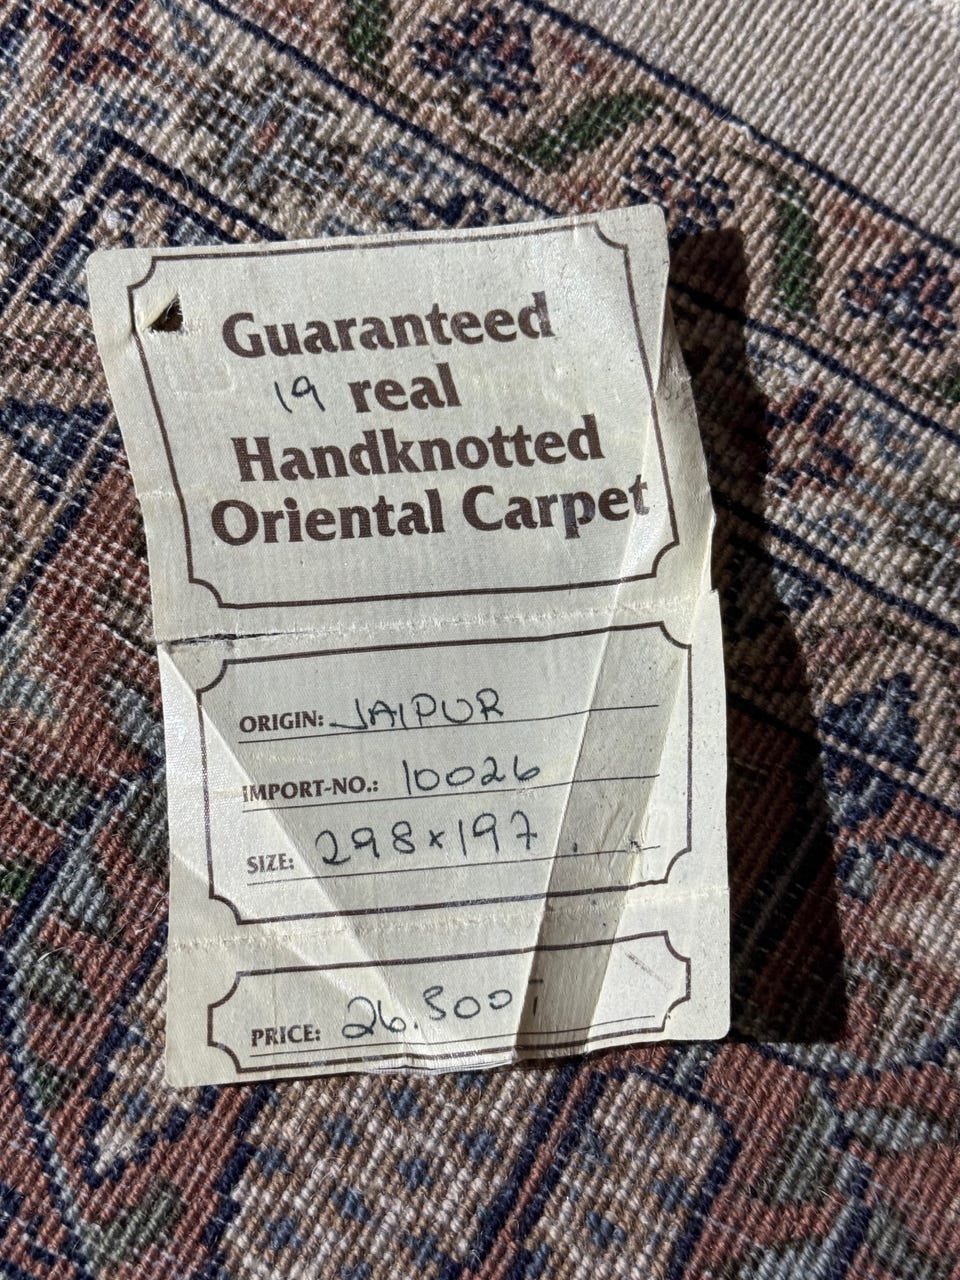 Guaranteed
19 real
Handknotted
Oriental Carpet
ORIGIN: JAIPUR
IMPORT-NO.: 10026
SIZE: 298x197.
PRICE: 26.500,-